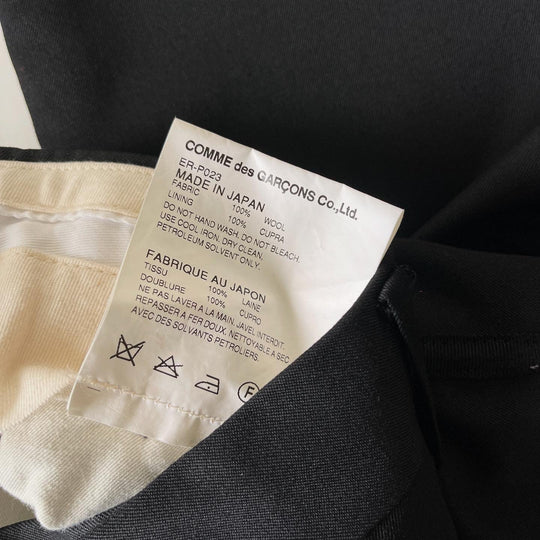 COMME des GARÇONS Co.,Ltd.
ER-P023
MADE IN JAPAN
FABRIC 100% WOOL
LINING 100% CUPRA
DO NOT HAND WASH. DO NOT BLEACH.
USE COOL IRON. DRY CLEAN.
PETROLEUM SOLVENT ONLY.
FABRIQUE AU JAPON
TISSU 100% LAINE
DOUBLURE 100% CUPRO
NE PAS LAVER A LA MAIN. JAVEL INTERDIT.
REPASSER A FER DOUX. NETTOYABLE A SEC
AVEC DES SOLVANTS PETROLIERS.
F